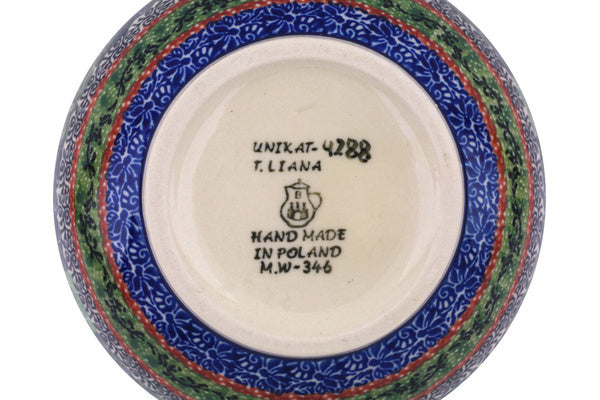 UNIKAT-4288
T.LIANA
B
HAND MADE
IN POLAND
M.W-346